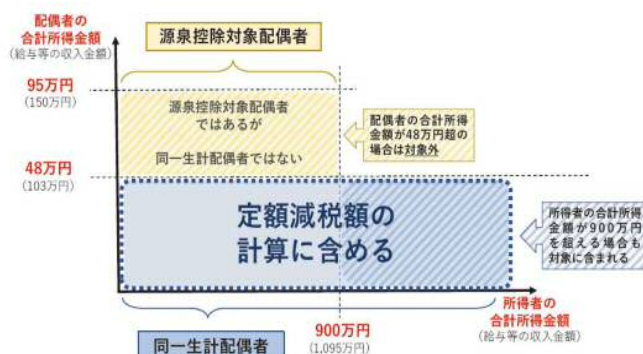 配偶者の
合計所得金額
(給与等の収入金額)
源泉控除対象配偶者
95万円
(150万円)
源泉控除対象配偶者
ではあるが
同一生計配偶者ではない
配偶者の合計所得
金額が48万円超の
場合は対象外
48万円
(103万円)
定額減税額の
計算に含める
所得者の合計所得
金額が900万円
を超える場合も
対象に含まれる
所得者の
合計所得金額
(給与等の収入金額)
900万円
(1,095万円)
同一生計配偶者